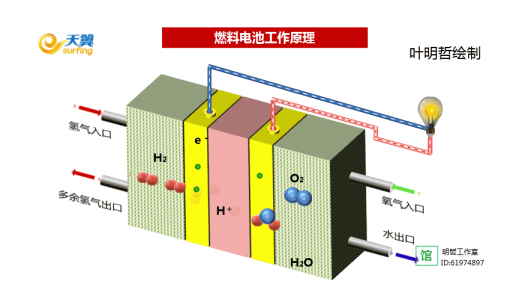 天翼
surfing
燃料电池工作原理
叶明哲绘制
氢气入口
H₂
e⁻
O₂
多余氢气出口
H⁺
氧气入口
水出口
H₂O
馆
明哲工作室
ID:61974897